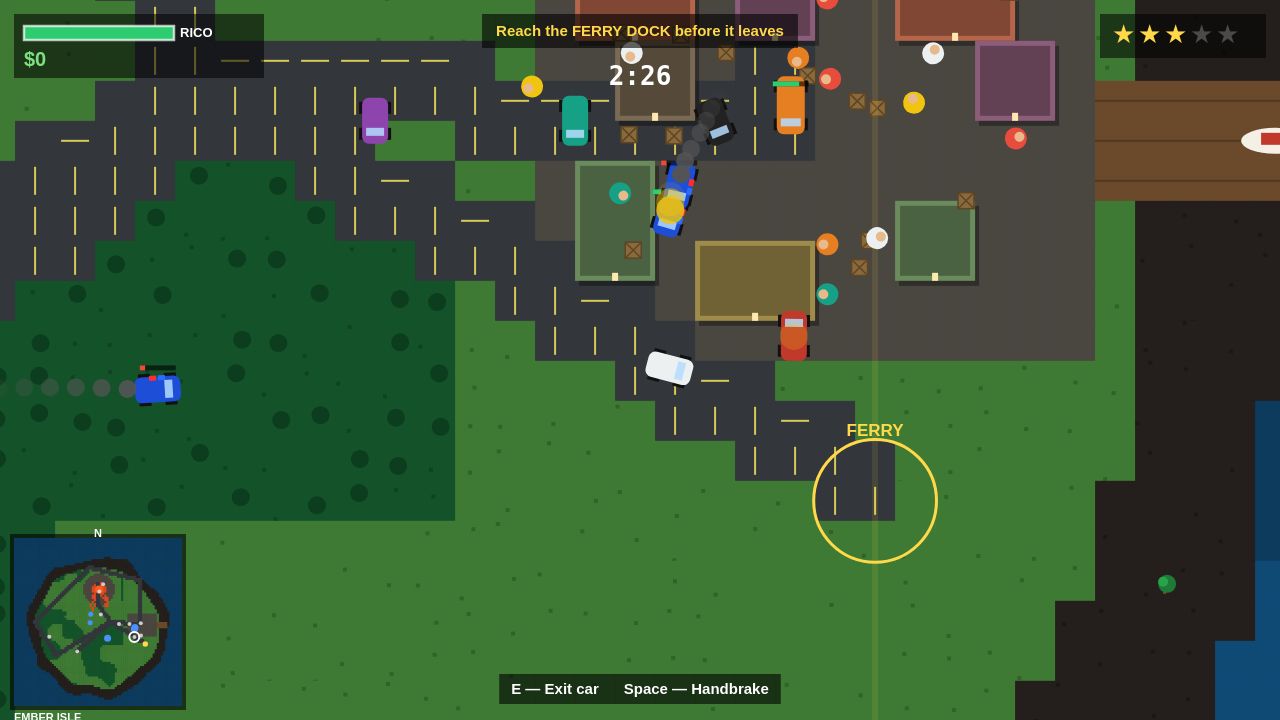 RICO
$0
Reach the FERRY DOCK before it leaves
2:26
FERRY
N
EMBER ISLE
E — Exit car Space — Handbrake